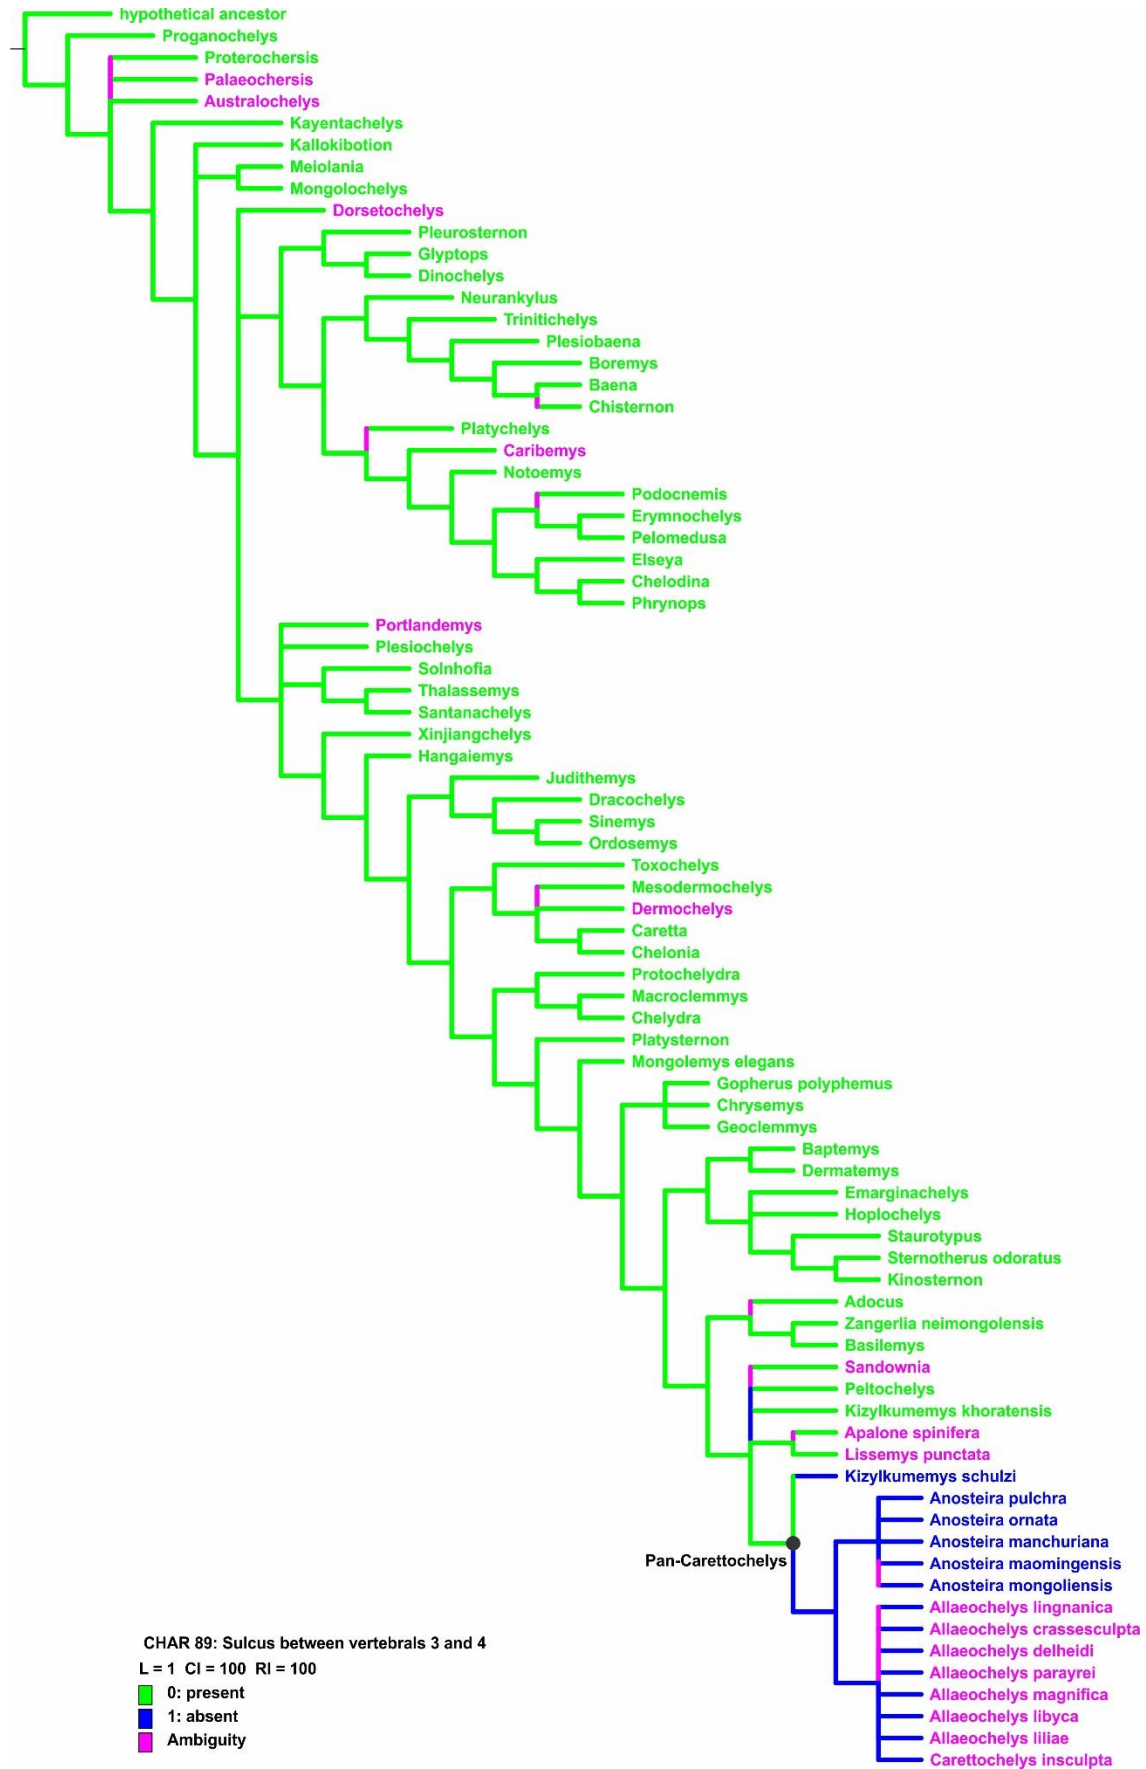 hypothetical ancestor
Proganochelys
Proterochersis
Palaeochersis
Australochelys
Kayentachelys
Kallokibotion
Meiolania
Mongolochelys
Dorsetochelys
Pleurosternon
Glyptops
Dinochelys
Neurankylus
Trinitichelys
Plesiobaena
Boremys
Baena
Chisternon
Platychelys
Caribemys
Notoemys
Podocnemis
Erymnochelys
Pelomedusa
Elseya
Chelodina
Phrynops
Portlandemys
Plesiochelys
Solnhofia
Thalassemys
Santanachelys
Xinjiangchelys
Hangaiemys
Judithemys
Dracochelys
Sinemys
Ordosemys
Toxochelys
Mesodermochelys
Dermochelys
Caretta
Chelonia
Protochelydra
Macroclemmys
Chelydra
Platysternon
Mongolemys elegans
Gopherus polyphemus
Chrysemys
Geoclemmys
Baptemys
Dermatemys
Emarginachelys
Hoplochelys
Staurotypus
Sternotherus odoratus
Kinosternon
Adocus
Zangerlia neimongolensis
Basilemys
Sandownia
Peltochelys
Kizylkumemys khoratensis
Apalone spinifera
Lissemys punctata
Kizylkumemys schulzi
Anosteira pulchra
Anosteira ornata
Anosteira manchuriana
Pan-Carettochelys
Anosteira maomingensis
Anosteira mongoliensis
Allaeochelys lingnanica
Allaeochelys crassesculpta
Allaeochelys delheidi
Allaeochelys parayrei
Allaeochelys magnifica
Allaeochelys libyca
Allaeochelys liliae
Carettochelys insculpta
CHAR 89: Sulcus between vertebrals 3 and 4
L = 1 CI = 100 RI = 100
0: present
1: absent
Ambiguity